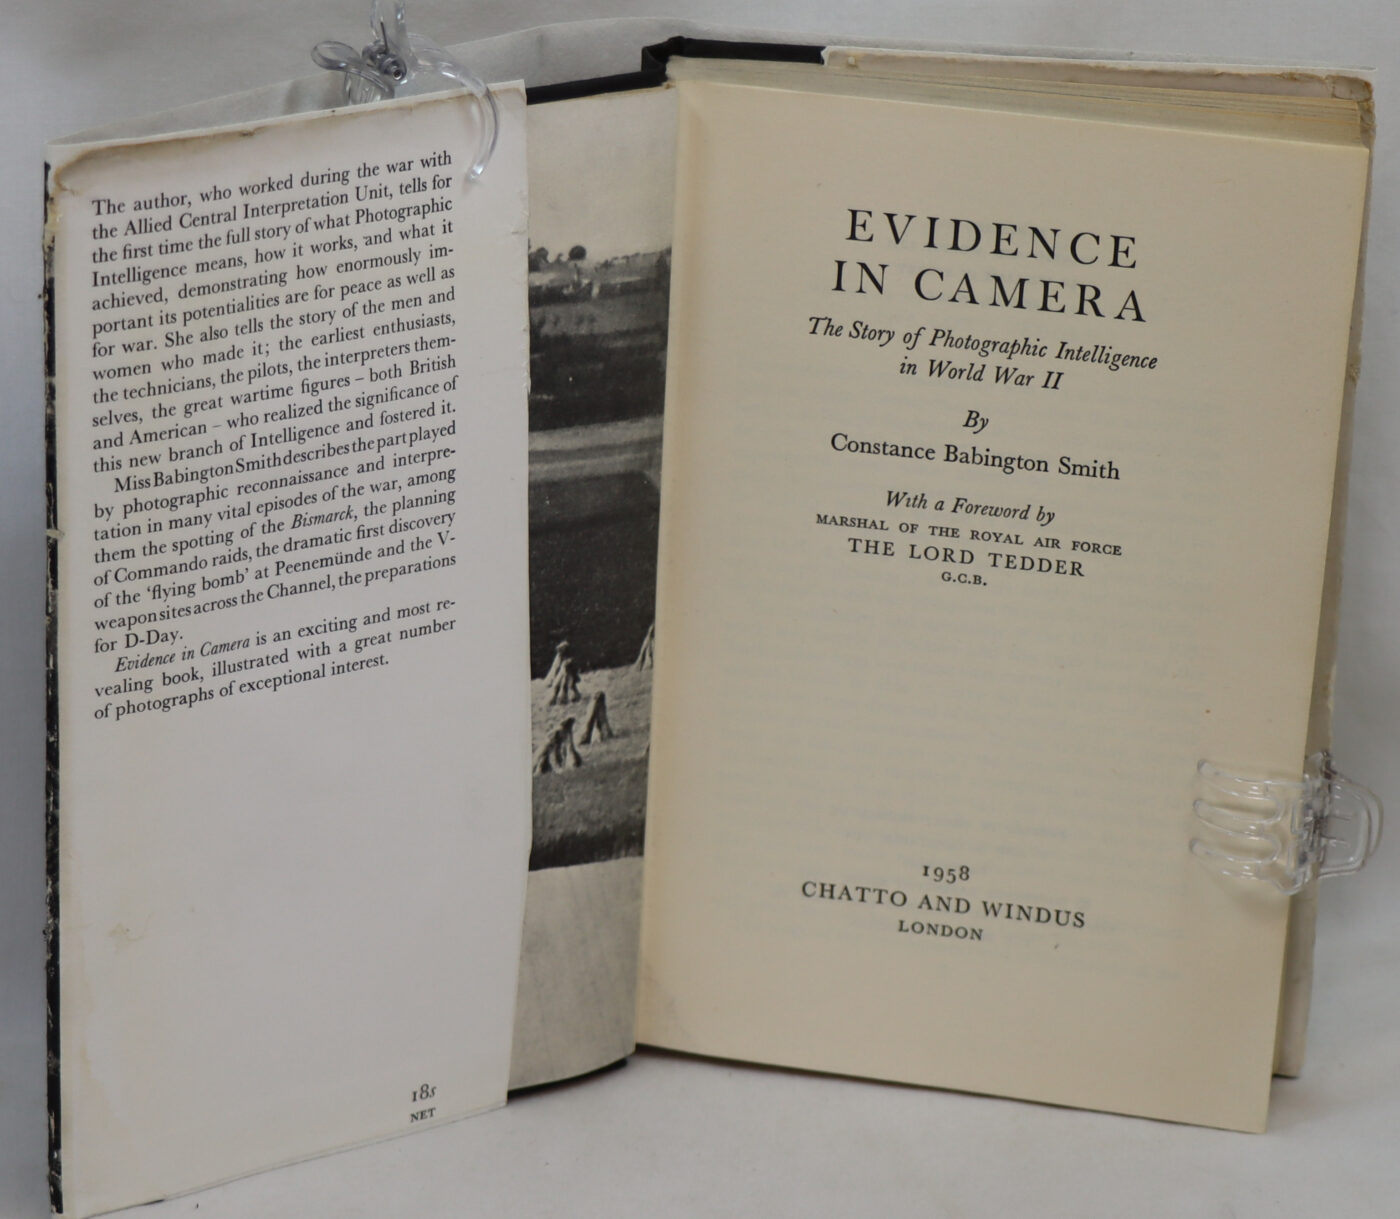 The author, who worked during the war with
the Allied Central Interpretation Unit, tells for
the first time the full story of what Photographic
Intelligence means, how it works, and what it
achieved, demonstrating how enormously im-
portant its potentialities are for peace as well as
for war. She also tells the story of the men and
women who made it; the earliest enthusiasts,
the technicians, the pilots, the interpreters them-
selves, the great wartime figures – both British
and American – who realized the significance of
this new branch of Intelligence and fostered it.
Miss Babington Smith describes the part played
by photographic reconnaissance and interpre-
tation in many vital episodes of the war, among
them the spotting of the Bismarck, the planning
of Commando raids, the dramatic first discovery
of the ‘flying bomb’ at Peenemünde and the V-
weapon sites across the Channel, the preparations
for D-Day.
Evidence in Camera is an exciting and most re-
vealing book, illustrated with a great number
of photographs of exceptional interest.
18s
NET
EVIDENCE
IN CAMERA
The Story of Photographic Intelligence
in World War II
By
Constance Babington Smith
With a Foreword by
MARSHAL OF THE ROYAL AIR FORCE
THE LORD TEDDER
G.C.B.
1958
CHATTO AND WINDUS
LONDON